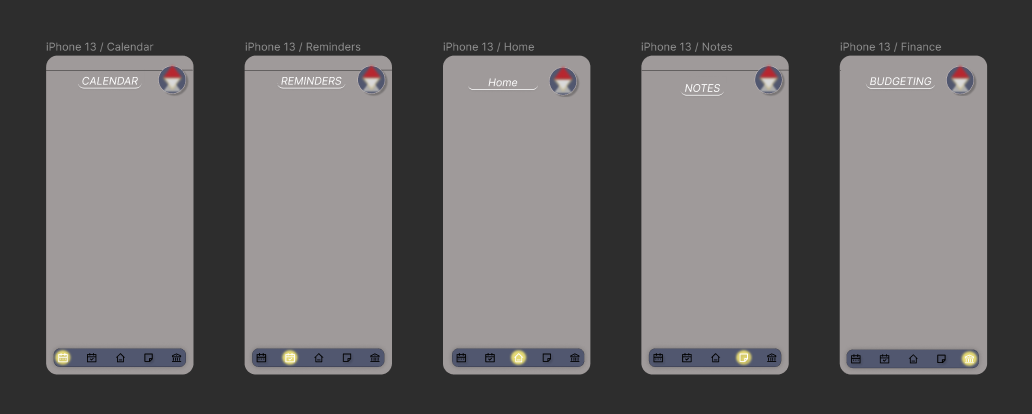 iPhone 13 / Calendar
iPhone 13 / Reminders
iPhone 13 / Home
iPhone 13 / Notes
iPhone 13 / Finance
CALENDAR
REMINDERS
Home
NOTES
BUDGETING